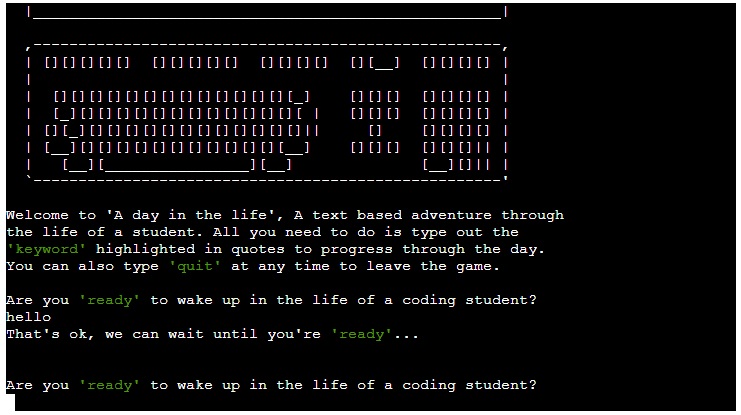 Welcome to 'A day in the life', A text based adventure through
the life of a student. All you need to do is type out the
'keyword' highlighted in quotes to progress through the day.
You can also type 'quit' at any time to leave the game.
Are you 'ready' to wake up in the life of a coding student?
hello
That's ok, we can wait until you're 'ready'...
Are you 'ready' to wake up in the life of a coding student?